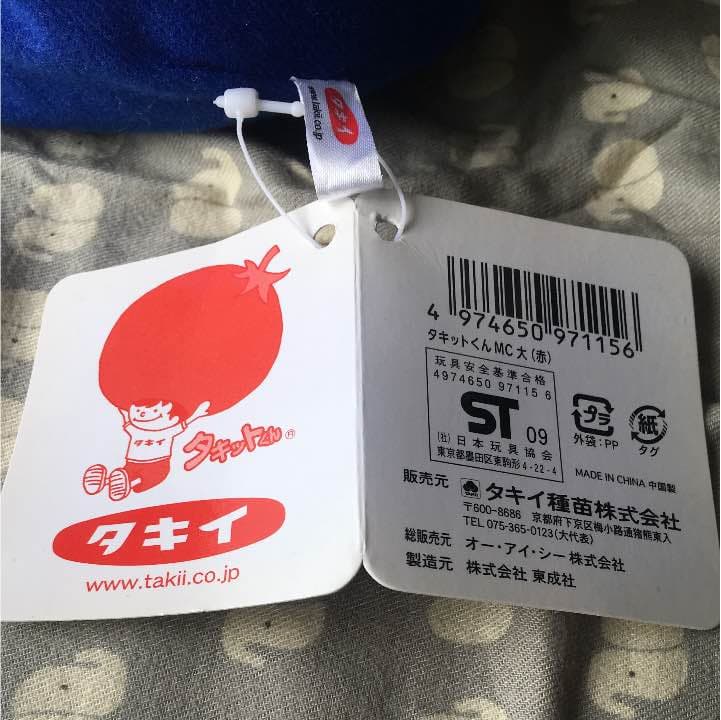 タキイ
www.takii.co.jp
タキイ
タキットくん
タキイ
www.takii.co.jp
4 974650 971156
タキットくんMC大(赤)
玩具安全基準合格
4974650 97115 6
ST 09
(社)日本玩具協会
東京都墨田区東駒形4-22-4
プラ
外袋:PP
紙
タグ
MADE IN CHINA 中国製
販売元 タキイ種苗株式会社
〒600-8686 京都府下京区梅小路通猪熊東入
TEL 075-365-0123(大代表)
総販売元 オー・アイ・シー株式会社
製造元 株式会社 東成社